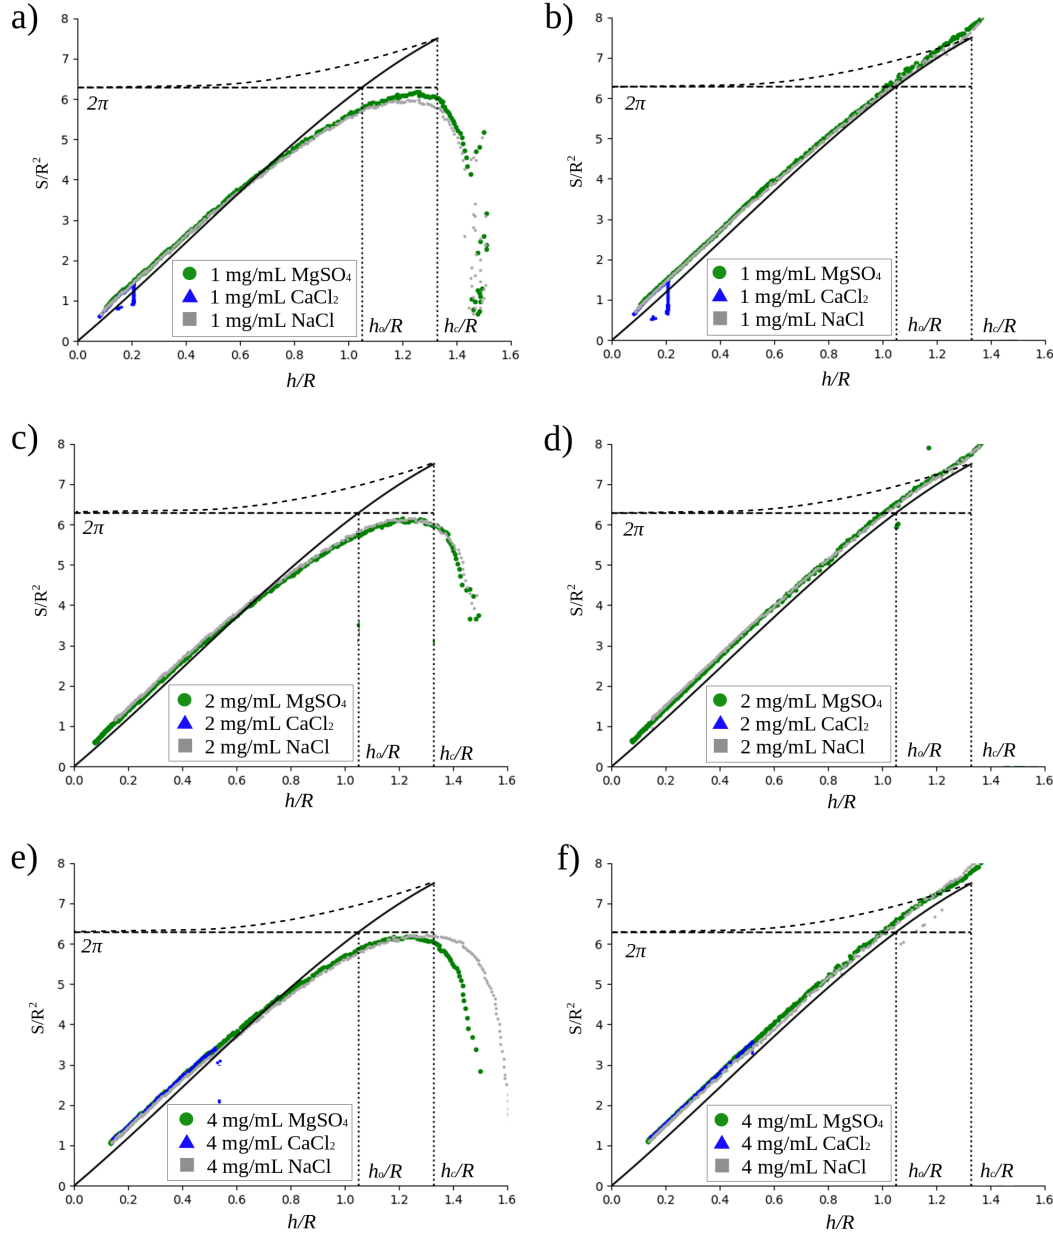 a)
8
7
6
5
4
3
2
1
0
S/R²
2π
1 mg/mL MgSO₄
1 mg/mL CaCl₂
1 mg/mL NaCl
hₒ/R
h꜀/R
0.0 0.2 0.4 0.6 0.8 1.0 1.2 1.4 1.6
h/R
b)
8
7
6
5
4
3
2
1
0
S/R²
2π
1 mg/mL MgSO₄
1 mg/mL CaCl₂
1 mg/mL NaCl
hₒ/R
h꜀/R
0.0 0.2 0.4 0.6 0.8 1.0 1.2 1.4 1.6
h/R
c)
8
7
6
5
4
3
2
1
0
S/R²
2π
2 mg/mL MgSO₄
2 mg/mL CaCl₂
2 mg/mL NaCl
hₒ/R
h꜀/R
0.0 0.2 0.4 0.6 0.8 1.0 1.2 1.4 1.6
h/R
d)
8
7
6
5
4
3
2
1
0
S/R²
2π
2 mg/mL MgSO₄
2 mg/mL CaCl₂
2 mg/mL NaCl
hₒ/R
h꜀/R
0.0 0.2 0.4 0.6 0.8 1.0 1.2 1.4 1.6
h/R
e)
8
7
6
5
4
3
2
1
0
S/R²
2π
4 mg/mL MgSO₄
4 mg/mL CaCl₂
4 mg/mL NaCl
hₒ/R
h꜀/R
0.0 0.2 0.4 0.6 0.8 1.0 1.2 1.4 1.6
h/R
f)
8
7
6
5
4
3
2
1
0
S/R²
2π
4 mg/mL MgSO₄
4 mg/mL CaCl₂
4 mg/mL NaCl
hₒ/R
h꜀/R
0.0 0.2 0.4 0.6 0.8 1.0 1.2 1.4 1.6
h/R